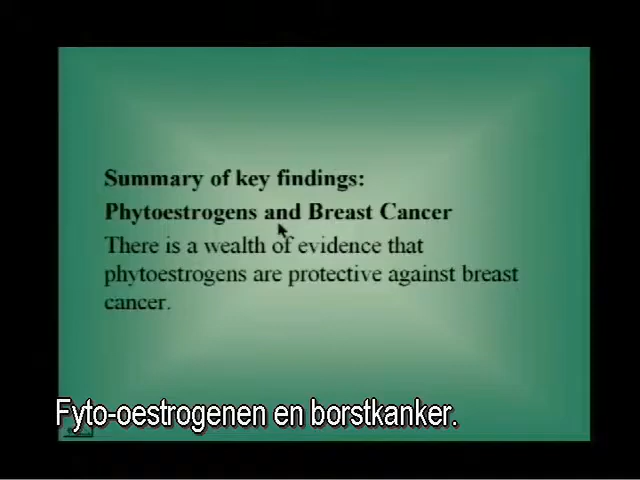 Summary of key findings:
Phytoestrogens and Breast Cancer
There is a wealth of evidence that
phytoestrogens are protective against breast
cancer.
Fyto-oestrogenen en borstkanker.